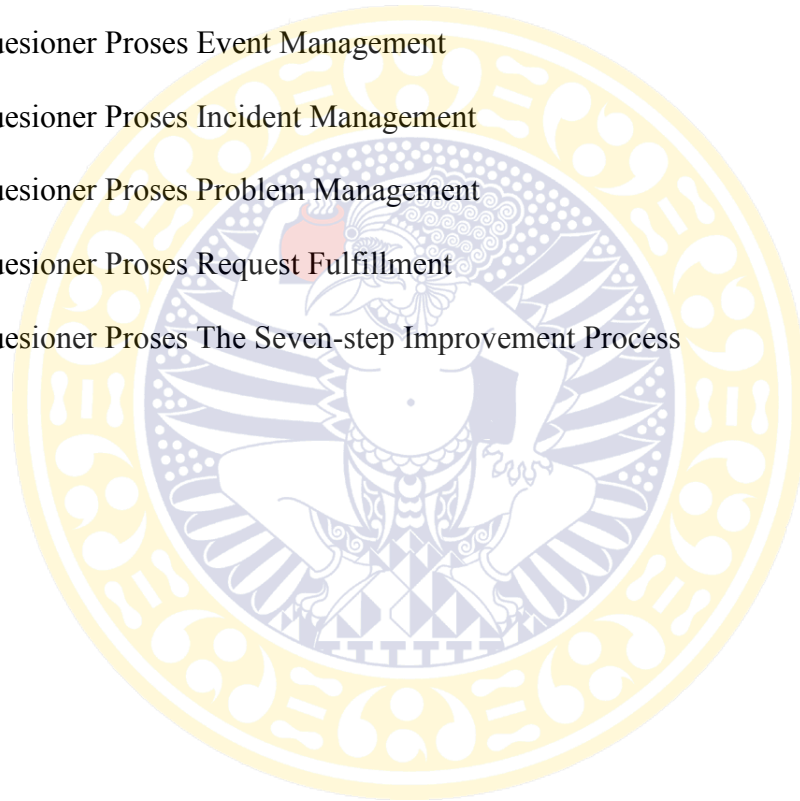 uesioner Proses Event Management
uesioner Proses Incident Management
uesioner Proses Problem Management
uesioner Proses Request Fulfillment
uesioner Proses The Seven-step Improvement Process